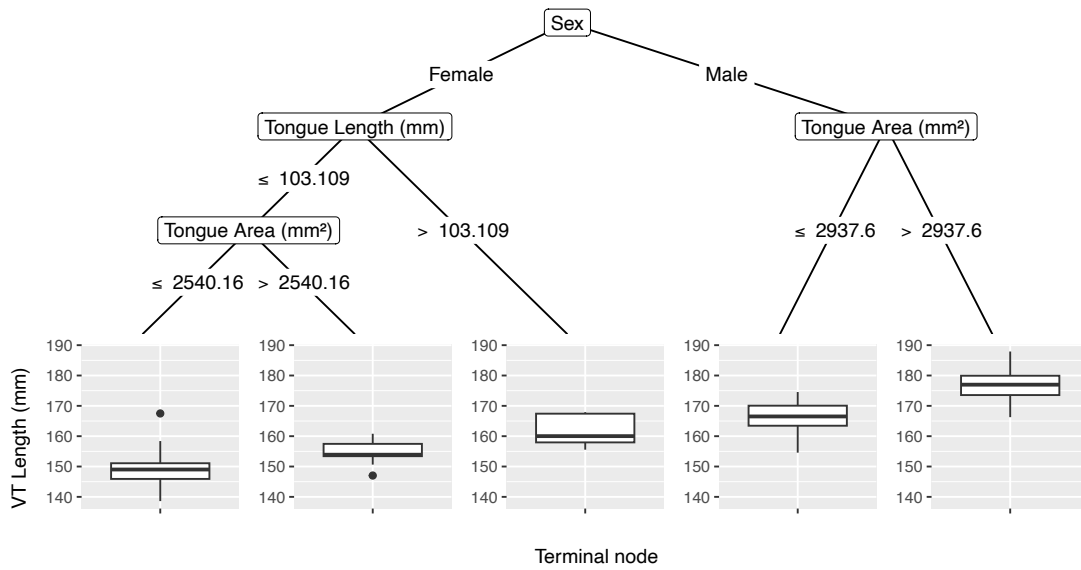 Sex
Female Male
Tongue Length (mm) Tongue Area (mm²)
≤ 103.109
Tongue Area (mm²) > 103.109 ≤ 2937.6 > 2937.6
≤ 2540.16 > 2540.16
VT Length (mm)
190 190 190 190 190
180 180 180 180 180
170 170 170 170 170
160 160 160 160 160
150 150 150 150 150
140 140 140 140 140
Terminal node